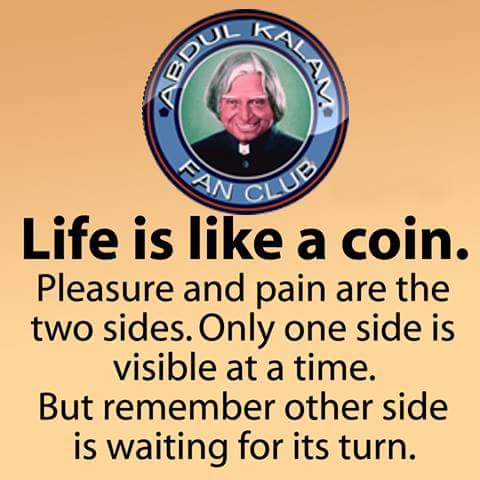 ABDUL KALAM
FAN CLUB
Life is like a coin.
Pleasure and pain are the
two sides. Only one side is
visible at a time.
But remember other side
is waiting for its turn.